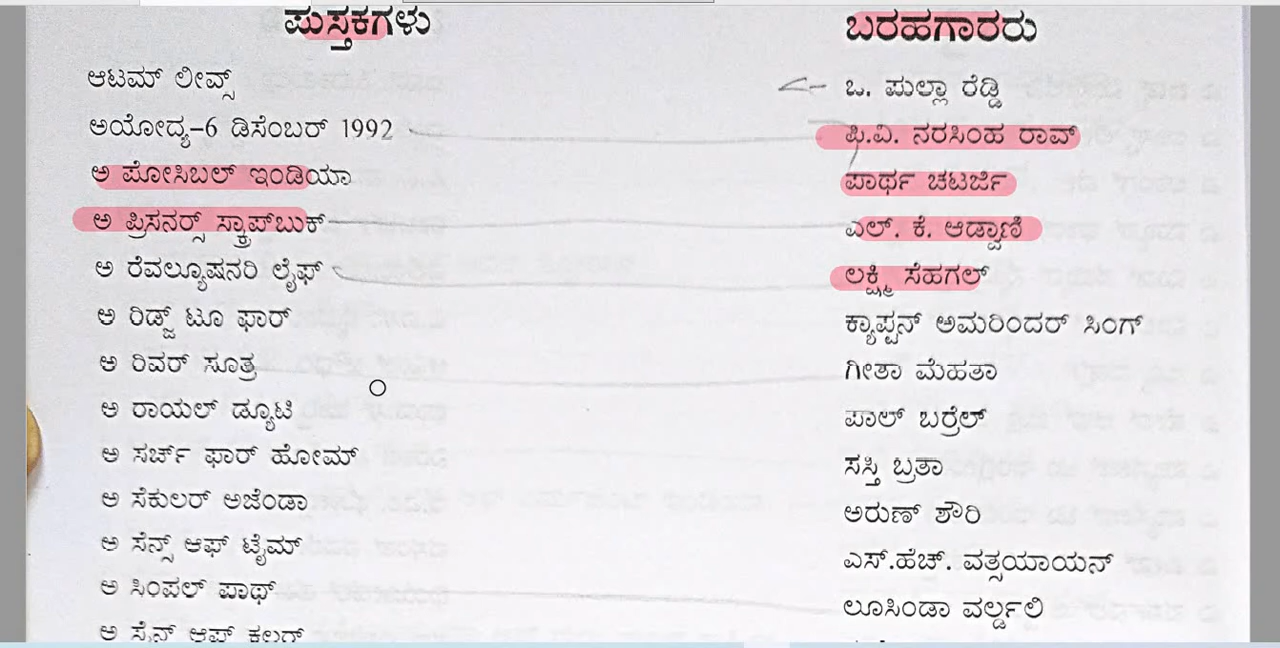 ಪುಸ್ತಕಗಳು ಬರಹಗಾರರು
ಆಟಮ್ ಲೀವ್ಸ್ ಒ. ಪುಲ್ಲಾ ರೆಡ್ಡಿ
ಅಯೋಧ್ಯ-6 ಡಿಸೆಂಬರ್ 1992 ಪಿ.ವಿ. ನರಸಿಂಹ ರಾವ್
ಅ ಪೋಸಿಬಲ್ ಇಂಡಿಯಾ ಪಾರ್ಥ ಚಟರ್ಜಿ
ಅ ಪ್ರಿಸನರ್ಸ್ ಸ್ಕ್ರಾಪ್‌ಬುಕ್ ಎಲ್. ಕೆ. ಆಡ್ವಾಣಿ
ಅ ರೆವಲ್ಯೂಷನರಿ ಲೈಫ್ ಲಕ್ಷ್ಮಿ ಸೆಹಗಲ್
ಅ ರಿಡ್ಜ್ ಟೂ ಫಾರ್ ಕ್ಯಾಪ್ಟನ್ ಅಮರಿಂದರ್ ಸಿಂಗ್
ಅ ರಿವರ್ ಸೂತ್ರ ಗೀತಾ ಮೆಹತಾ
ಅ ರಾಯಲ್ ಡ್ಯೂಟಿ ಪಾಲ್ ಬರ್ರೆಲ್
ಅ ಸರ್ಚ್ ಫಾರ್ ಹೋಮ್ ಸಸ್ತಿ ಬ್ರತಾ
ಅ ಸೆಕುಲರ್ ಅಜೆಂಡಾ ಅರುಣ್ ಶೌರಿ
ಅ ಸೆನ್ಸ್ ಆಫ್ ಟೈಮ್ ಎಸ್.ಹೆಚ್. ವತ್ಸಯಾಯನ್
ಅ ಸಿಂಪಲ್ ಪಾಥ್ ಲೂಸಿಂಡಾ ವರ್ಲ್ಡಲಿ